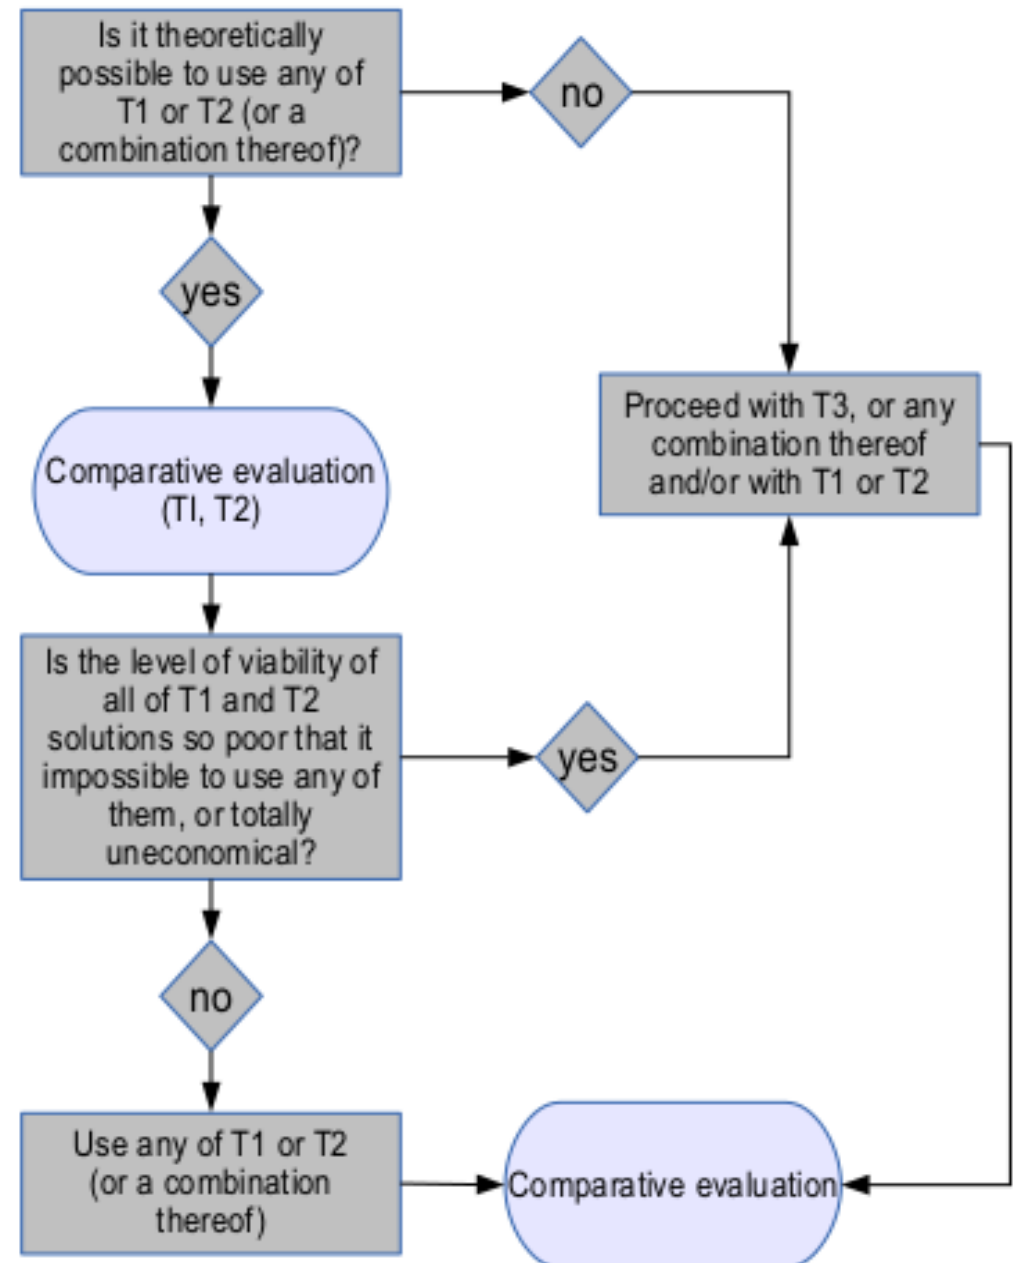 Is it theoretically
possible to use any of
T1 or T2 (or a
combination thereof)?
no
yes
Comparative evaluation
(TI, T2)
Proceed with T3, or any
combination thereof
and/or with T1 or T2
Is the level of viability of
all of T1 and T2
solutions so poor that it
impossible to use any of
them, or totally
uneconomical?
yes
no
Use any of T1 or T2
(or a combination
thereof)
Comparative evaluation